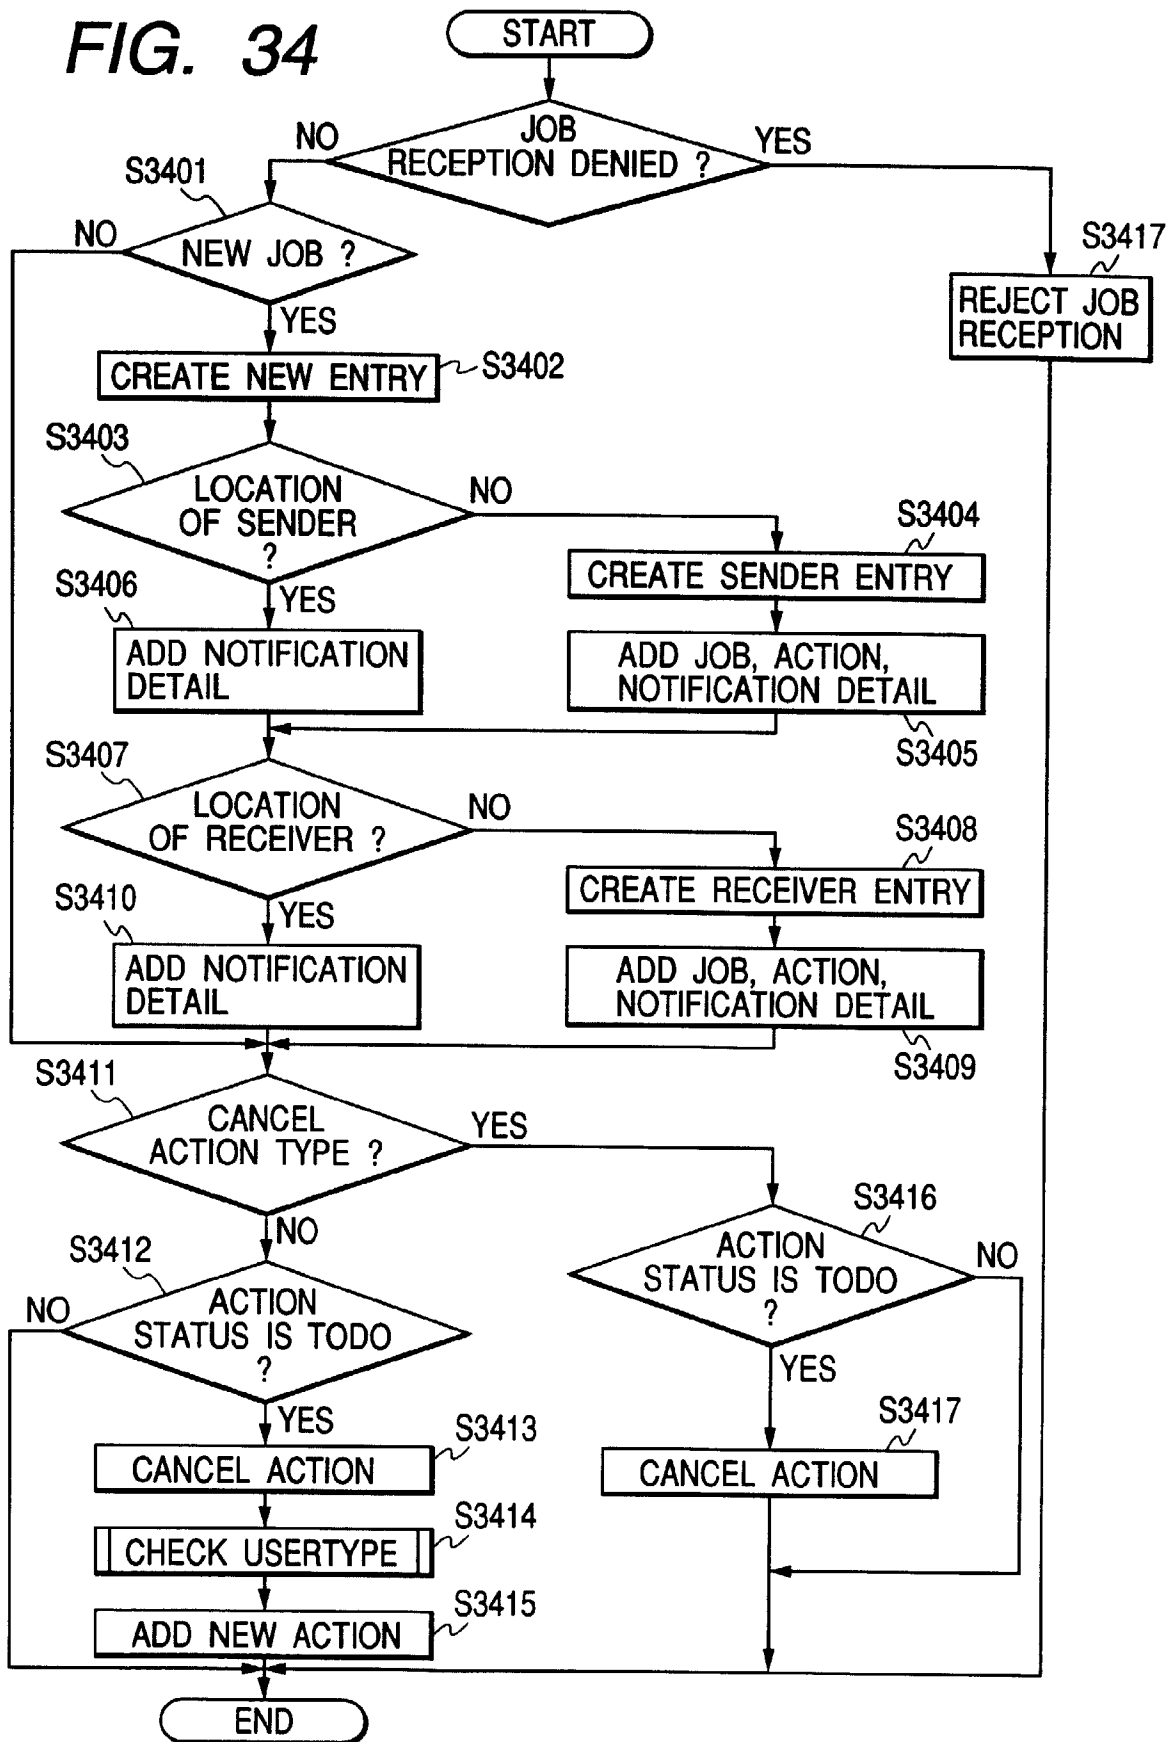 FIG. 34
START
JOB
RECEPTION DENIED ?
NO
YES
S3401
NEW JOB ?
NO
YES
S3417
REJECT JOB
RECEPTION
CREATE NEW ENTRY
S3402
S3403
LOCATION
OF SENDER
?
NO
YES
S3404
CREATE SENDER ENTRY
S3406
ADD NOTIFICATION
DETAIL
ADD JOB, ACTION,
NOTIFICATION DETAIL
S3405
S3407
LOCATION
OF RECEIVER ?
NO
YES
S3408
CREATE RECEIVER ENTRY
S3410
ADD NOTIFICATION
DETAIL
ADD JOB, ACTION,
NOTIFICATION DETAIL
S3409
S3411
CANCEL
ACTION TYPE ?
YES
NO
S3416
ACTION
STATUS IS TODO
?
NO
YES
S3412
ACTION
STATUS IS TODO
?
NO
YES
S3413
CANCEL ACTION
S3417
CANCEL ACTION
S3414
CHECK USERTYPE
S3415
ADD NEW ACTION
END